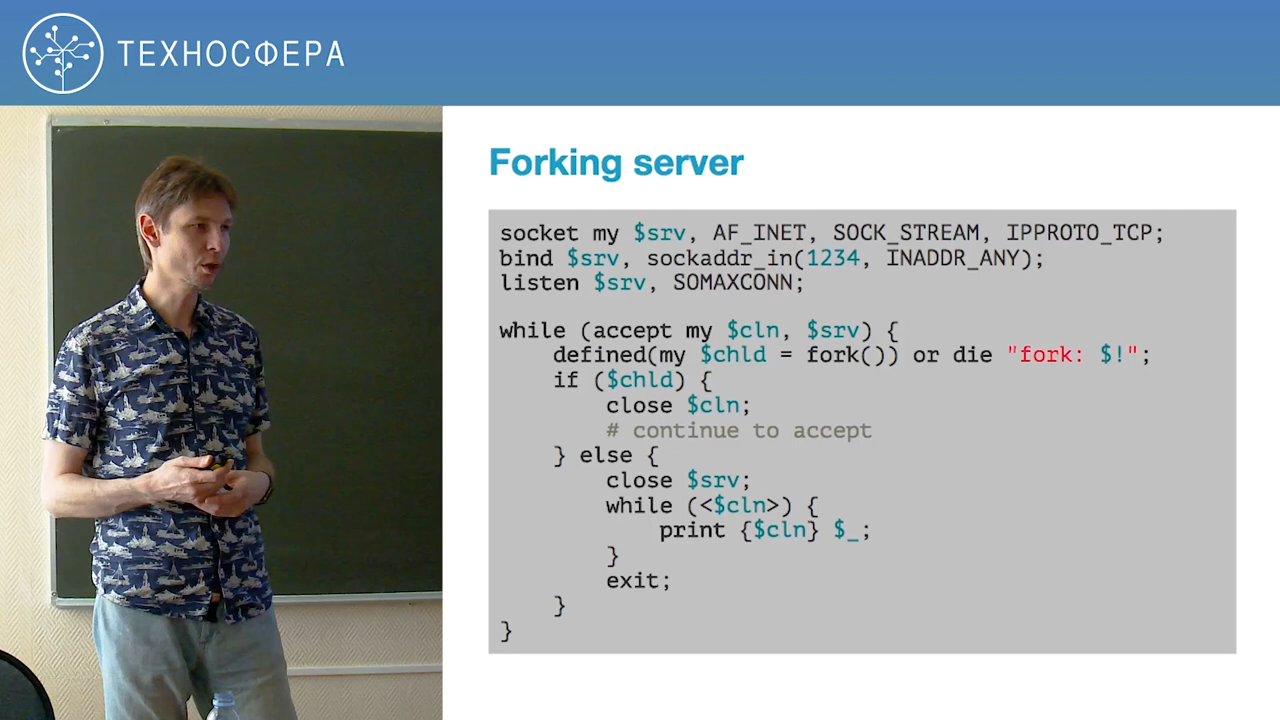 ТЕХНОСФЕРА
Forking server
socket my $srv, AF_INET, SOCK_STREAM, IPPROTO_TCP;
bind $srv, sockaddr_in(1234, INADDR_ANY);
listen $srv, SOMAXCONN;
while (accept my $cln, $srv) {
    defined(my $chld = fork()) or die "fork: $!";
    if ($chld) {
        close $cln;
        # continue to accept
    } else {
        close $srv;
        while (<$cln>) {
            print {$cln} $_;
        }
        exit;
    }
}